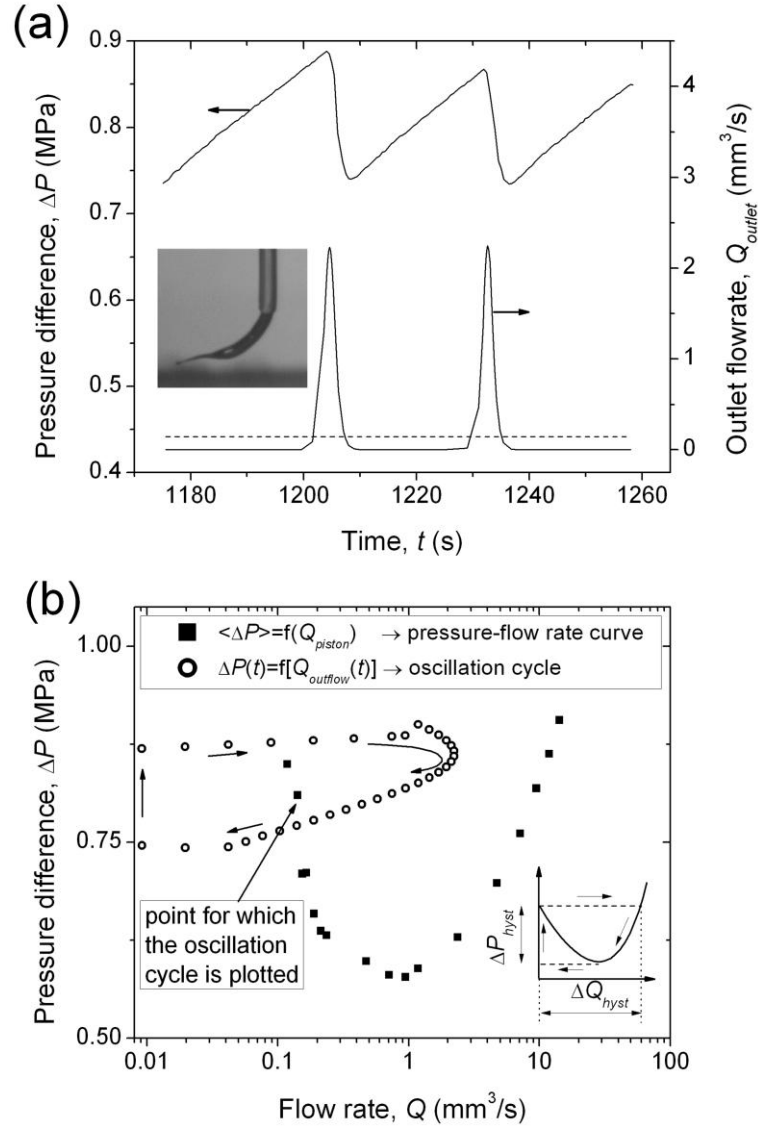 (a)
0.9
0.8
0.7
0.6
0.5
0.4
Pressure difference, ΔP (MPa)
4
3
2
1
0
Outlet flowrate, Q_outlet (mm³/s)
1180 1200 1220 1240 1260
Time, t (s)
(b)
1.00
0.75
0.50
Pressure difference, ΔP (MPa)
■ <ΔP>=f(Q_piston) → pressure-flow rate curve
○ ΔP(t)=f[Q_outflow(t)] → oscillation cycle
point for which
the oscillation
cycle is plotted
ΔP_hyst
ΔQ_hyst
0.01 0.1 1 10 100
Flow rate, Q (mm³/s)